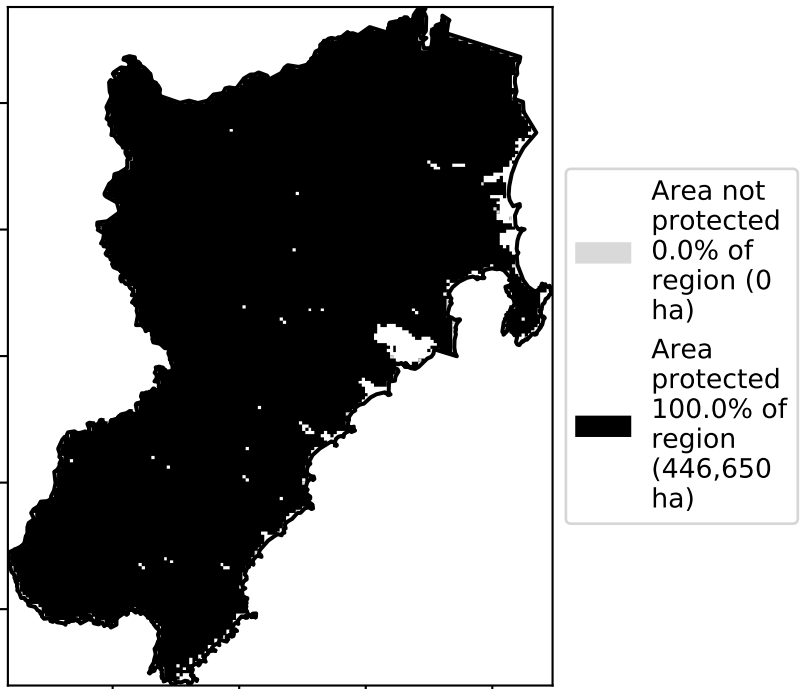 Area not
protected
0.0% of
region (0
ha)
Area
protected
100.0% of
region
(446,650
ha)